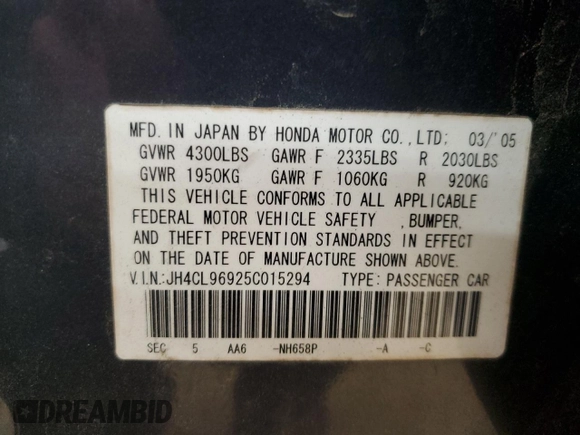 MFD. IN JAPAN BY HONDA MOTOR CO., LTD; 03/'05
GVWR 4300LBS GAWR F 2335LBS R 2030LBS
GVWR 1950KG GAWR F 1060KG R 920KG
THIS VEHICLE CONFORMS TO ALL APPLICABLE
FEDERAL MOTOR VEHICLE SAFETY , BUMPER,
AND THEFT PREVENTION STANDARDS IN EFFECT
ON THE DATE OF MANUFACTURE SHOWN ABOVE.
V.I.N.:JH4CL96925C015294 TYPE: PASSENGER CAR
SEC 5 AA6 -NH658P -A -C
DREAMBID